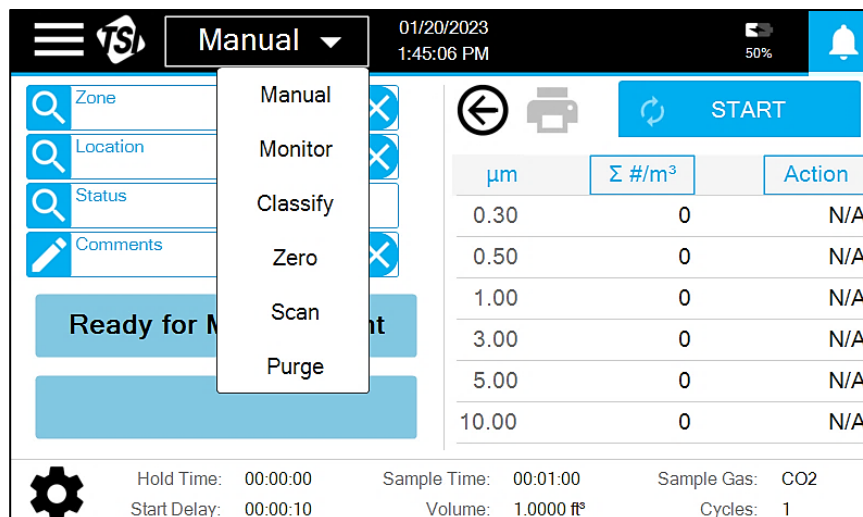 TSI
Manual
01/20/2023
1:45:06 PM
50%
Zone
Location
Status
Comments
Manual
Monitor
Classify
Zero
Scan
Purge
Ready for M
nt
START
µm Σ #/m³ Action
0.30 0 N/A
0.50 0 N/A
1.00 0 N/A
3.00 0 N/A
5.00 0 N/A
10.00 0 N/A
Hold Time: 00:00:00 Sample Time: 00:01:00 Sample Gas: CO2
Start Delay: 00:00:10 Volume: 1.0000 ft³ Cycles: 1